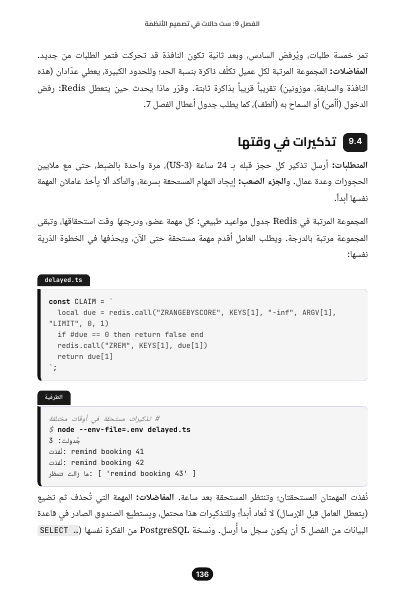 الفصل 9: ست حالات في تصميم الأنظمة
تمر خمسة طلبات، ويُرفض السادس، وبعد ثانية تكون النافذة قد تحركت فتمر الطلبات من جديد.
المفاضلات: المجموعة المرتبة لكل عميل تكلّف ذاكرة بنسبة الحد؛ وللحدود الكبيرة، يعطي عدّادان (هذه
النافذة والسابقة، موزونين) تقريباً قريباً بذاكرة ثابتة. وقرّر ماذا يحدث حين يتعطل Redis: رفض
الدخول (أأمن) أو السماح به (ألطف)، كما يطلب جدول أعطال الفصل 7.
9.4 تذكيرات في وقتها
المتطلبات: أرسل تذكير كل حجز قبله بـ 24 ساعة (US-3)، مرة واحدة بالضبط، حتى مع ملايين
الحجوزات وعدة عمال. والجزء الصعب: إيجاد المهام المستحقة بسرعة، والتأكد ألا يأخذ عاملان المهمة
نفسها أبداً.
المجموعة المرتبة في Redis جدول مواعيد طبيعي: كل مهمة عضو، ودرجتها وقت استحقاقها، وتبقى
المجموعة مرتبة بالدرجة. ويطلب العامل أقدم مهمة مستحقة حتى الآن، ويحذفها في الخطوة الذرية
نفسها:
delayed.ts
const CLAIM = `
local due = redis.call("ZRANGEBYSCORE", KEYS[1], "-inf", ARGV[1],
"LIMIT", 0, 1)
if #due == 0 then return false end
redis.call("ZREM", KEYS[1], due[1])
return due[1]
`;
الطرفية
# تذكيرات مستحقة في أوقات مختلفة
$ node --env-file=.env delayed.ts
جُدولت: 3
نُفذت: remind booking 41
نُفذت: remind booking 42
ما زالت تنتظر: [ 'remind booking 43' ]
نُفذت المهمتان المستحقتان؛ وتنتظر المستحقة بعد ساعة. المفاضلات: المهمة التي تُحذف ثم تضيع
(يتعطل العامل قبل الإرسال) لا تُعاد أبداً؛ وللتذكيرات هذا محتمل، ويستطيع الصندوق الصادر في قاعدة
البيانات من الفصل 5 أن يكون سجل ما أُرسل. ونسخة PostgreSQL من الفكرة نفسها (SELECT ..
136